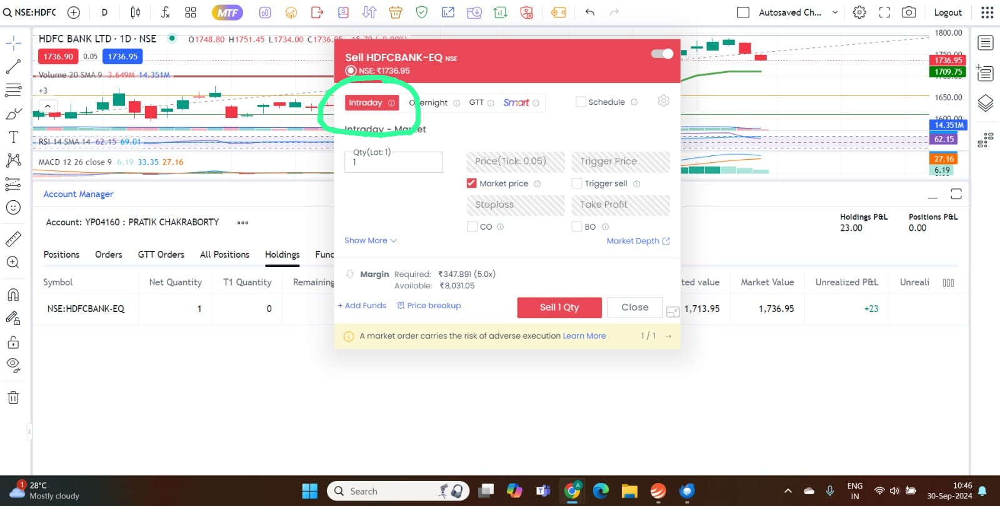 NSE:HDFC D MTF Autosaved Ch... Logout
HDFC BANK LTD · 1D · NSE O1748.80 H1751.45 L1734.00 1800.00
1736.90 0.05 1736.95
1736.95
Volume 20 SMA 9 3.649M 14.351M
1709.75
+3
1650.00
1600.00
14.351M
RSI 14 SMA 14 62.15 69.01
62.15
MACD 12 26 close 9 6.19 33.35 27.16
27.16
6.19
Sell HDFCBANK-EQ NSE
NSE: ₹1736.95
Intraday Overnight GTT Smart Schedule
Intraday - Market
Qty(Lot: 1)
1
Price(Tick: 0.05) Trigger Price
Market price Trigger sell
Stoploss Take Profit
CO BO
Show More Market Depth
Margin Required: ₹347.891 (5.0x)
Available: ₹8,031.05
+ Add Funds Price breakup Sell 1 Qty Close
A market order carries the risk of adverse execution Learn More 1 / 1 →
Account Manager
Account: YP04160 : PRATIK CHAKRABORTY
Holdings P&L Positions P&L
23.00 0.00
Positions Orders GTT Orders All Positions Holdings Fun
Symbol Net Quantity T1 Quantity Remaining ted value Market Value Unrealized P&L Unreali
NSE:HDFCBANK-EQ 1 0 1,713.95 1,736.95 +23
1
28°C
Mostly cloudy
Search
ENG
IN
10:46
30-Sep-2024